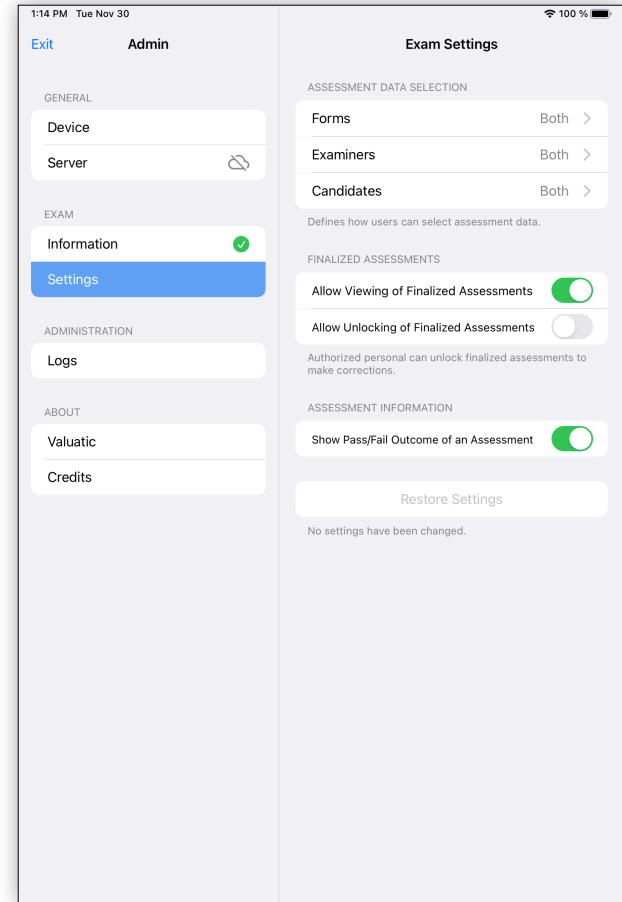 1:14 PM Tue Nov 30
100 %
Exit
Admin
GENERAL
Device
Server
EXAM
Information
Settings
ADMINISTRATION
Logs
ABOUT
Valuatic
Credits
Exam Settings
ASSESSMENT DATA SELECTION
Forms Both
Examiners Both
Candidates Both
Defines how users can select assessment data.
FINALIZED ASSESSMENTS
Allow Viewing of Finalized Assessments
Allow Unlocking of Finalized Assessments
Authorized personal can unlock finalized assessments to
make corrections.
ASSESSMENT INFORMATION
Show Pass/Fail Outcome of an Assessment
Restore Settings
No settings have been changed.